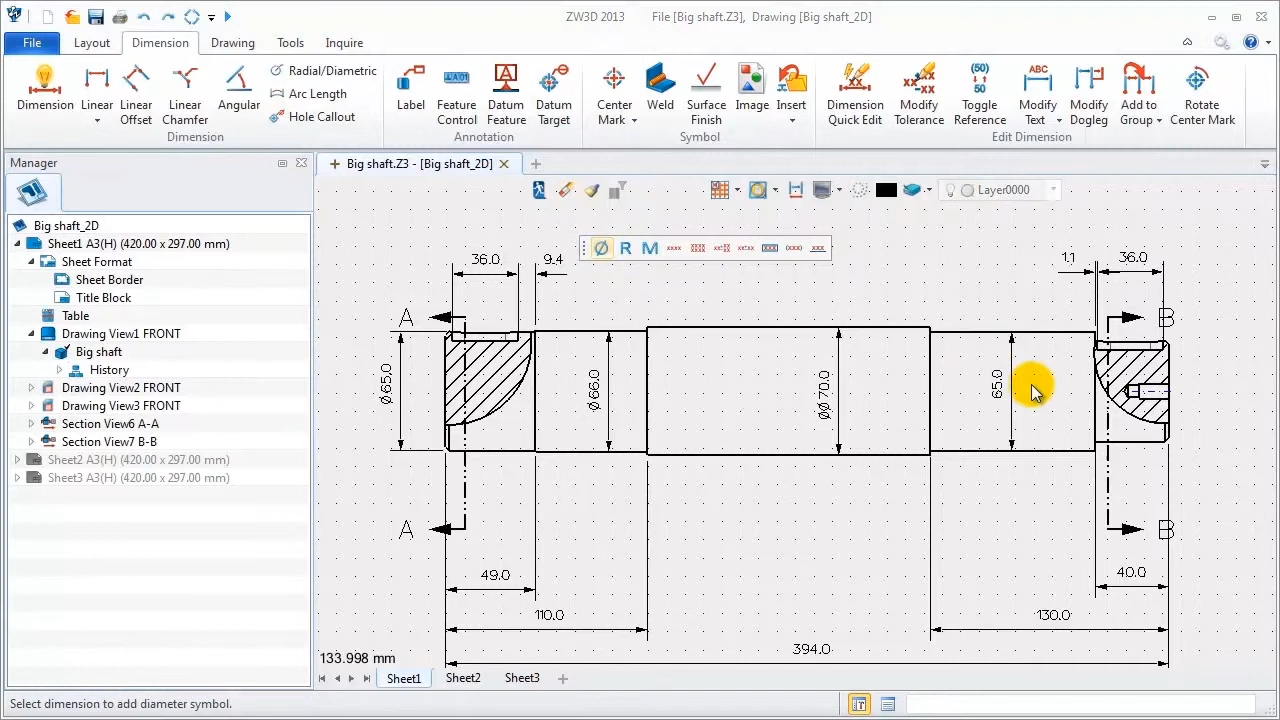 ZW3D 2013 File [Big shaft.Z3], Drawing [Big shaft_2D]
File Layout Dimension Drawing Tools Inquire
Dimension
Linear
Linear Offset
Linear Chamfer
Angular
Radial/Diametric
Arc Length
Hole Callout
Dimension
Label
Feature Control
Datum Feature
Datum Target
Annotation
Center Mark
Weld
Surface Finish
Image
Insert
Symbol
Dimension Quick Edit
Modify Tolerance
Toggle Reference
Modify Text
Modify Dogleg
Add to Group
Rotate Center Mark
Edit Dimension
Manager
Big shaft.Z3 - [Big shaft_2D]
Layer0000
Big shaft_2D
Sheet1 A3(H) (420.00 x 297.00 mm)
Sheet Format
Sheet Border
Title Block
Table
Drawing View1 FRONT
Big shaft
History
Drawing View2 FRONT
Drawing View3 FRONT
Section View6 A-A
Section View7 B-B
Sheet2 A3(H) (420.00 x 297.00 mm)
Sheet3 A3(H) (420.00 x 297.00 mm)
Ø R M
36.0 9.4 1.1 36.0
A B
Ø65.0 Ø66.0 ØØ70.0 65.0
A B
49.0 40.0
110.0 130.0
394.0
133.998 mm
Sheet1 Sheet2 Sheet3
Select dimension to add diameter symbol.